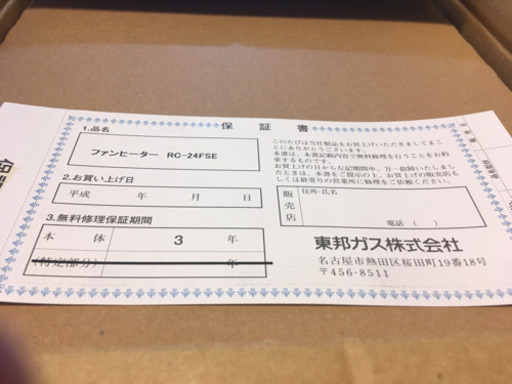 保証書
1.品名
ファンヒーター RC-24FSE
2.お買い上げ日
平成 年 月 日
3.無料修理保証期間
本体 3 年
(特定部分) 年
このたびは当社製品をお買上げいただきましてまこ
とにありがとうございます。
本書は、本書記載内容で無料修理を行うことをお約
束するものです。
お買上げの日から左記期間中、万一故障いたしまし
たときは、本書をご提示の上、お買上げの販売店も
しくは最寄りの営業所に修理をご依頼ください。
販売店
住所・氏名
電話 ( )
東邦ガス株式会社
名古屋市熱田区桜田町19番18号
〒456-8511